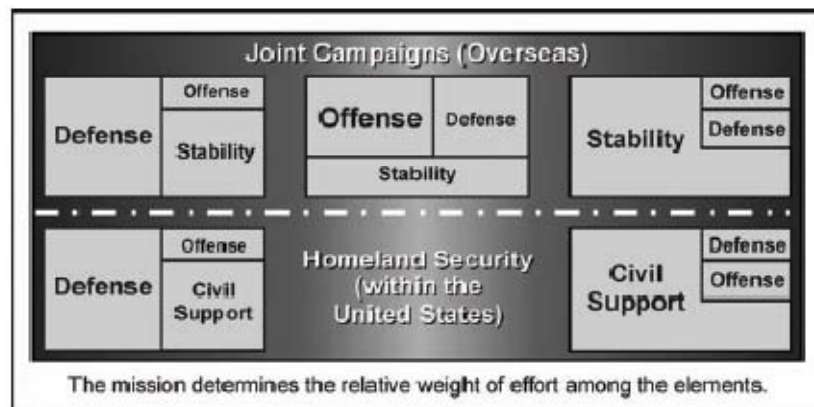 Joint Campaigns (Overseas)
Defense
Offense
Stability
Offense
Defense
Stability
Stability
Offense
Defense
Defense
Offense
Civil
Support
Homeland Security
(within the
United States)
Civil
Support
Defense
Offense
The mission determines the relative weight of effort among the elements.